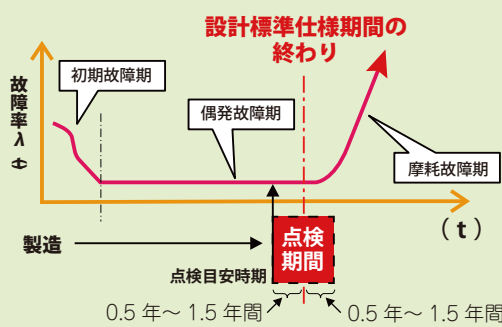 設計標準仕様期間の
終わり
故障率λ(t)
初期故障期
偶発故障期
摩耗故障期
(t)
製造
点検
期間
点検目安時期
0.5年〜1.5年間
0.5年〜1.5年間